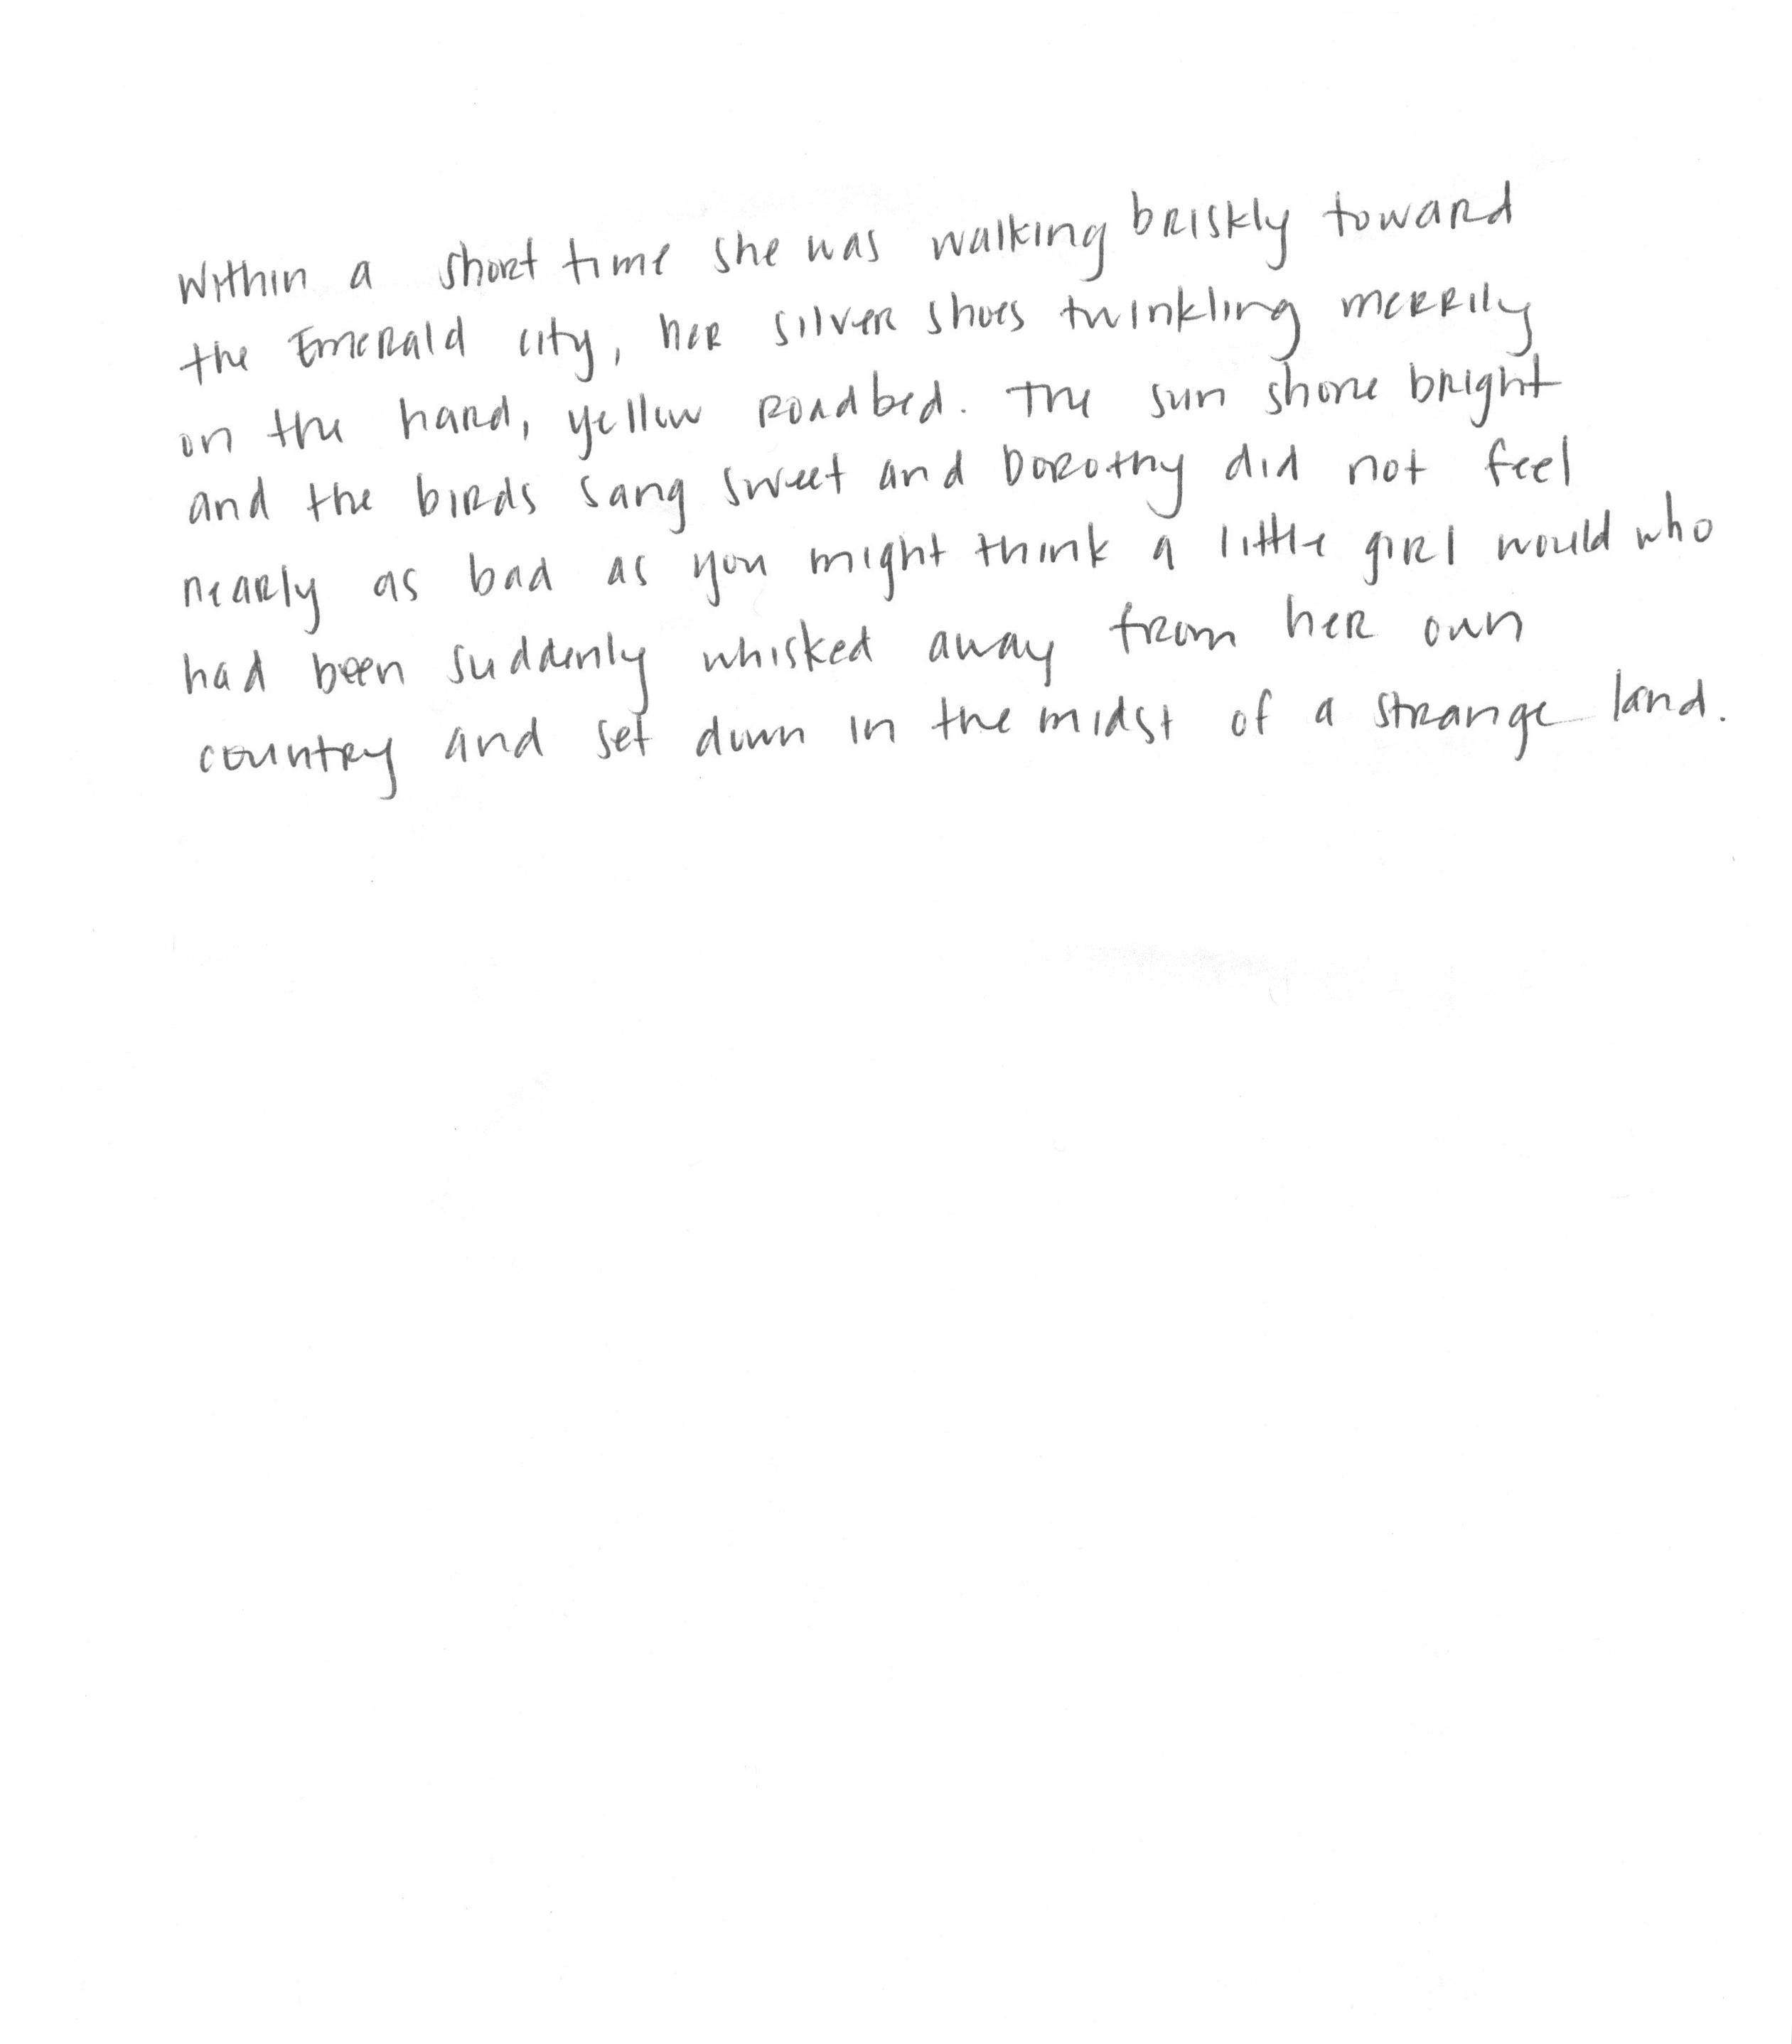 Within a short time she was walking briskly toward
the Emerald City, her silver shoes twinkling merrily
on the hard, yellow roadbed. The sun shone bright
and the birds sang sweet and Dorothy did not feel
nearly as bad as you might think a little girl would who
had been suddenly whisked away from her own
country and set down in the midst of a strange land.